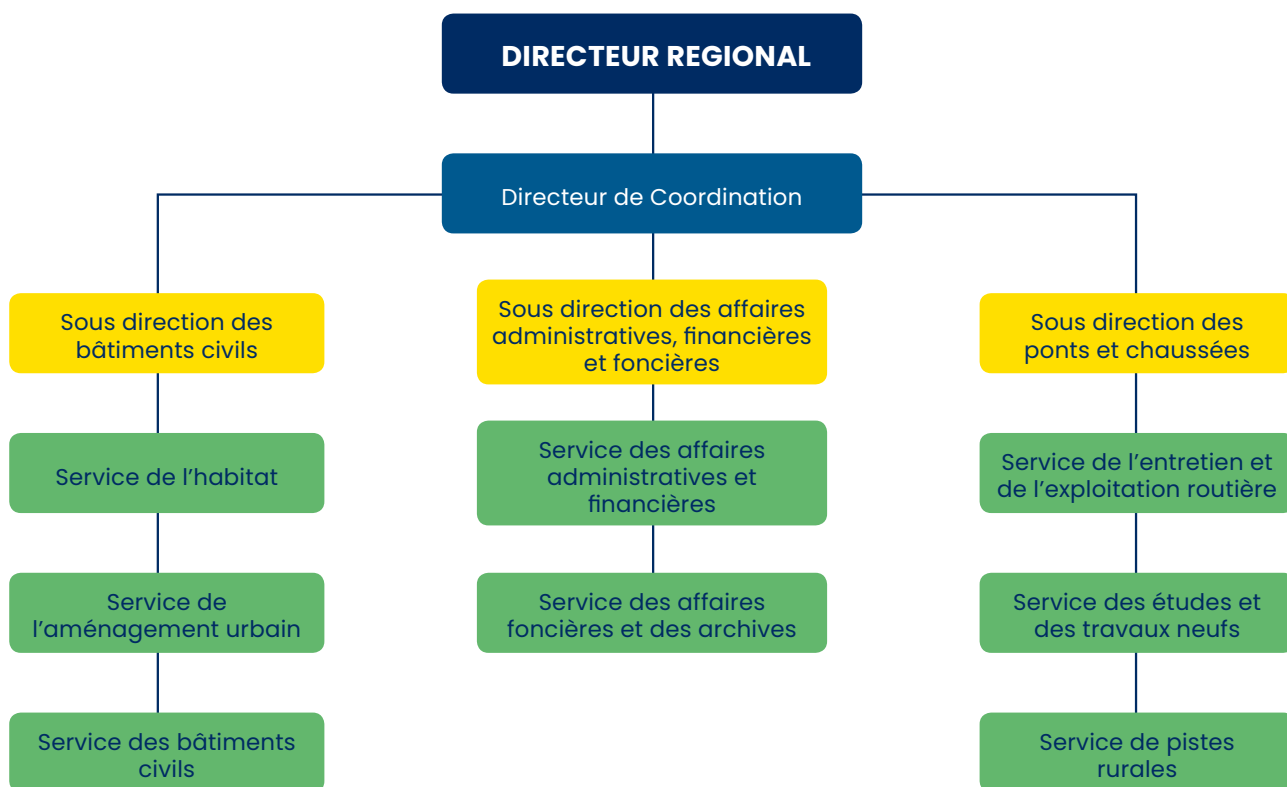 DIRECTEUR REGIONAL
Directeur de Coordination
Sous direction des
bâtiments civils
Sous direction des affaires
administratives, financières
et foncières
Sous direction des
ponts et chaussées
Service de l’habitat
Service des affaires
administratives et
financières
Service de l’entretien et
de l’exploitation routière
Service de
l’aménagement urbain
Service des affaires
foncières et des archives
Service des études et
des travaux neufs
Service des bâtiments
civils
Service de pistes
rurales